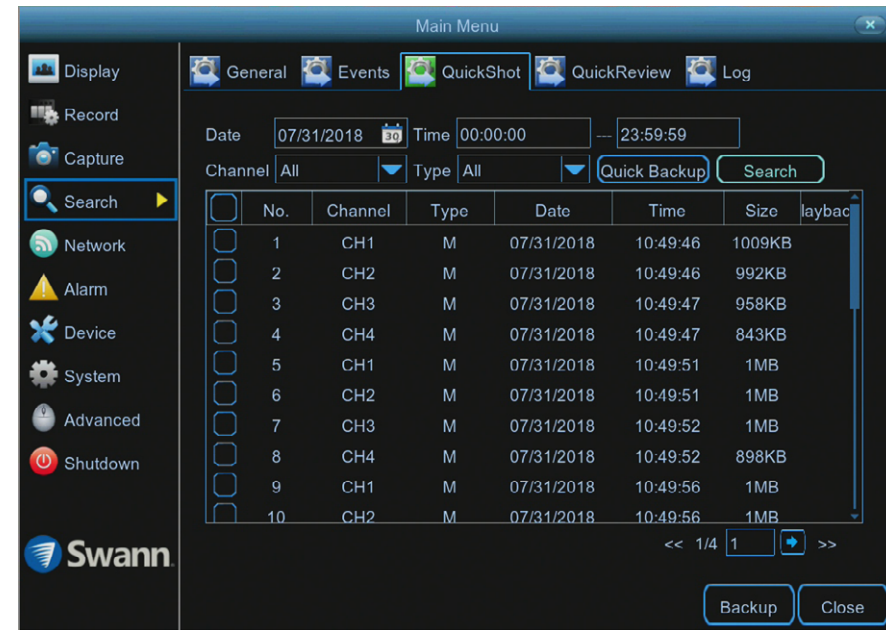 Main Menu
Display
Record
Capture
Search
Network
Alarm
Device
System
Advanced
Shutdown
Swann
General Events QuickShot QuickReview Log
Date 07/31/2018 30 Time 00:00:00 --- 23:59:59
Channel All Type All Quick Backup Search
No. Channel Type Date Time Size laybac
1 CH1 M 07/31/2018 10:49:46 1009KB
2 CH2 M 07/31/2018 10:49:46 992KB
3 CH3 M 07/31/2018 10:49:47 958KB
4 CH4 M 07/31/2018 10:49:47 843KB
5 CH1 M 07/31/2018 10:49:51 1MB
6 CH2 M 07/31/2018 10:49:51 1MB
7 CH3 M 07/31/2018 10:49:52 1MB
8 CH4 M 07/31/2018 10:49:52 898KB
9 CH1 M 07/31/2018 10:49:56 1MB
10 CH2 M 07/31/2018 10:49:56 1MB
<< 1/4 1 >>
Backup Close